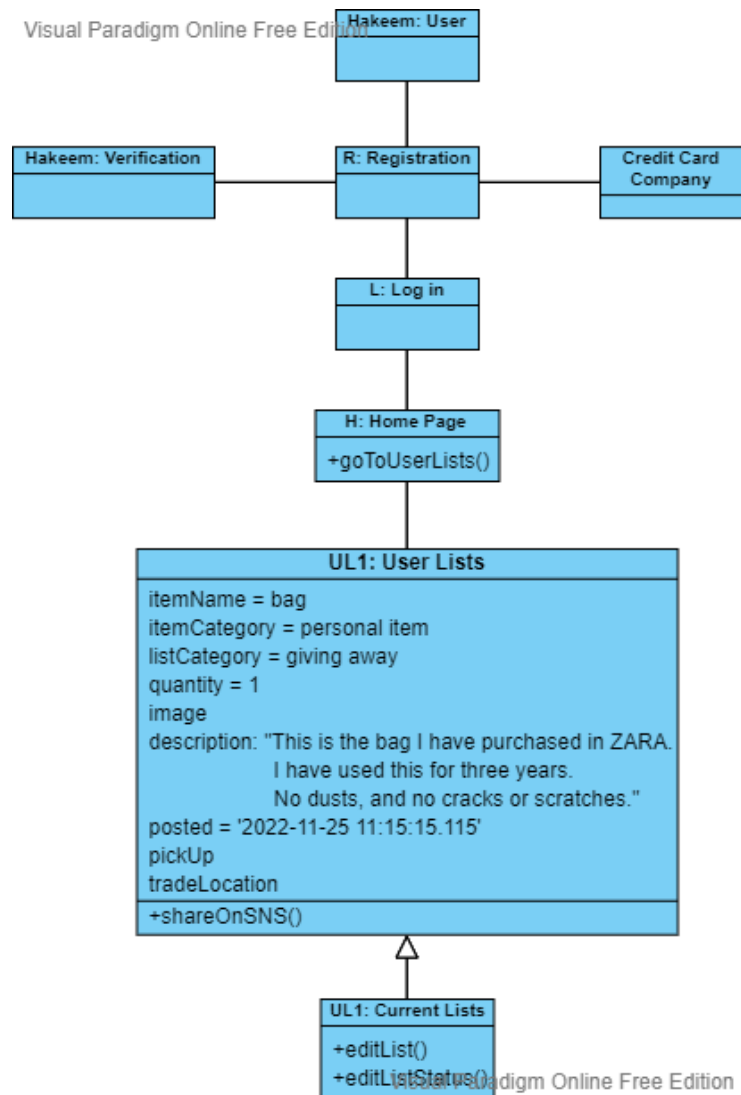 Visual Paradigm Online Free Edition
Hakeem: User
Hakeem: Verification
R: Registration
Credit Card
Company
L: Log in
H: Home Page
+goToUserLists()
UL1: User Lists
itemName = bag
itemCategory = personal item
listCategory = giving away
quantity = 1
image
description: "This is the bag I have purchased in ZARA.
I have used this for three years.
No dusts, and no cracks or scratches."
posted = '2022-11-25 11:15:15.115'
pickUp
tradeLocation
+shareOnSNS()
UL1: Current Lists
+editList()
+editListStatus()
Visual Paradigm Online Free Edition